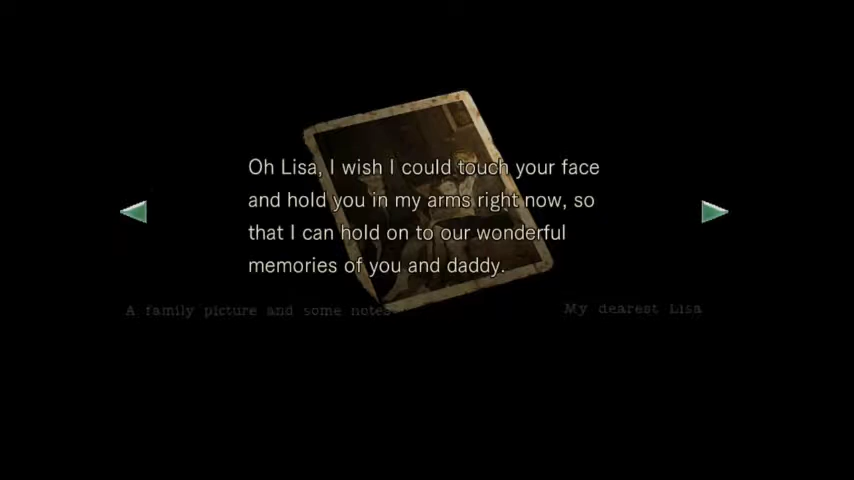 Oh Lisa, I wish I could touch your face
and hold you in my arms right now, so
that I can hold on to our wonderful
memories of you and daddy.
A family picture and some notes
My dearest Lisa